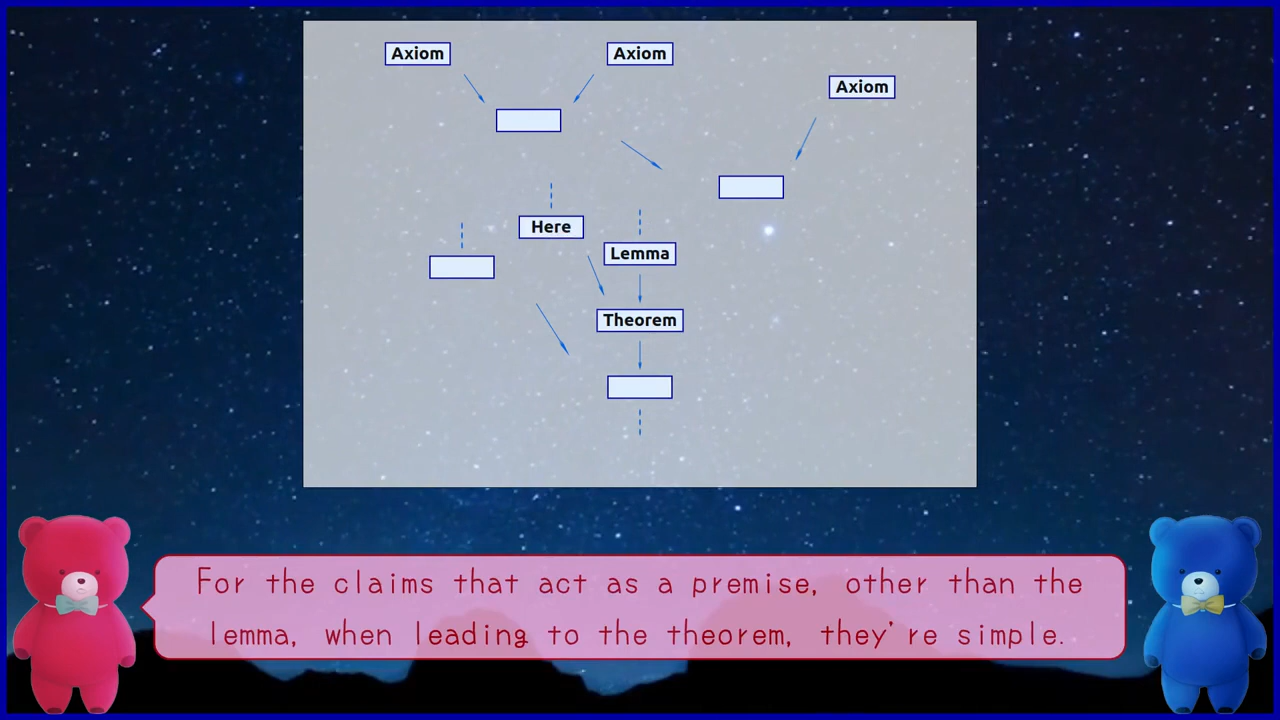 Axiom
Axiom
Axiom
Here
Lemma
Theorem
For the claims that act as a premise, other than the
lemma, when leading to the theorem, they're simple.